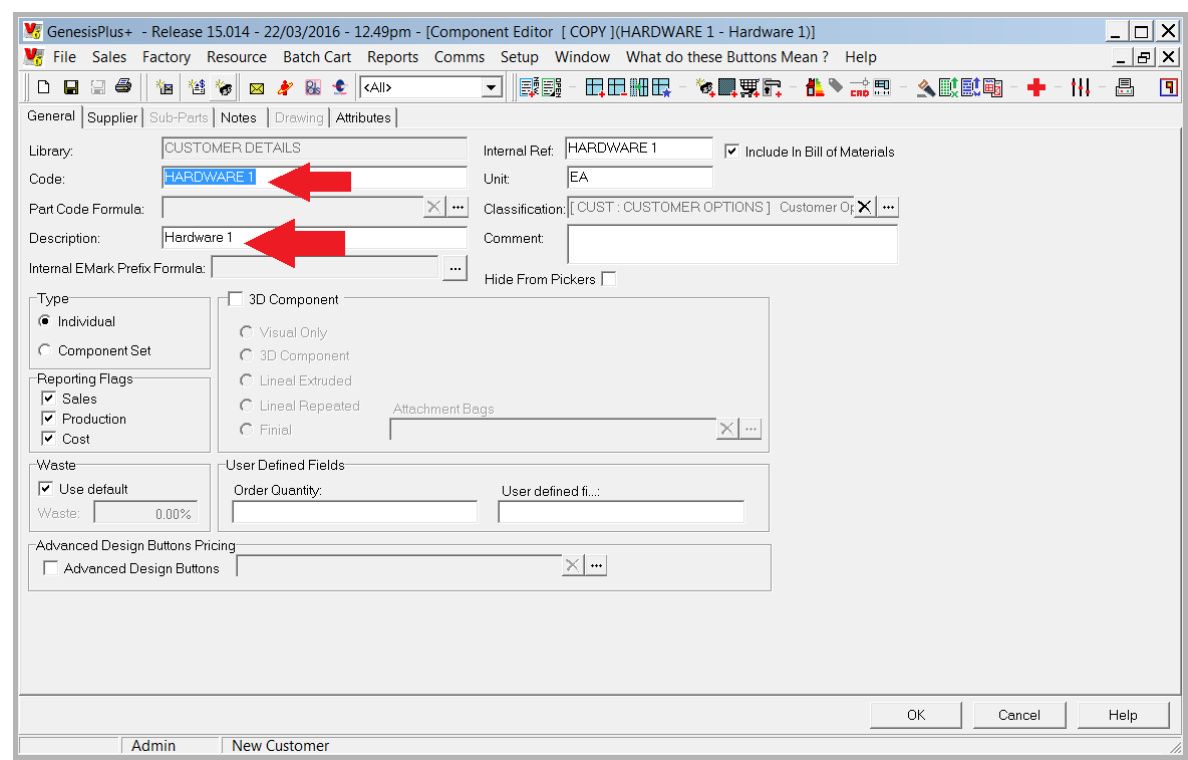 GenesisPlus+ - Release 15.014 - 22/03/2016 - 12.49pm - [Component Editor [ COPY ](HARDWARE 1 - Hardware 1)]
File Sales Factory Resource Batch Cart Reports Comms Setup Window What do these Buttons Mean ? Help
<All>
General Supplier Sub-Parts Notes Drawing Attributes
Library: CUSTOMER DETAILS Internal Ref: HARDWARE 1 Include In Bill of Materials
Code: HARDWARE 1 Unit: EA
Part Code Formula: Classification: [ CUST : CUSTOMER OPTIONS ] Customer Op
Description: Hardware 1 Comment:
Internal EMark Prefix Formula: Hide From Pickers
Type 3D Component
Individual Visual Only
Component Set 3D Component
Reporting Flags Lineal Extruded
Sales Lineal Repeated Attachment Bags
Production Finial
Cost
Waste User Defined Fields
Use default Order Quantity: User defined fi...:
Waste: 0.00%
Advanced Design Buttons Pricing
Advanced Design Buttons
OK Cancel Help
Admin New Customer